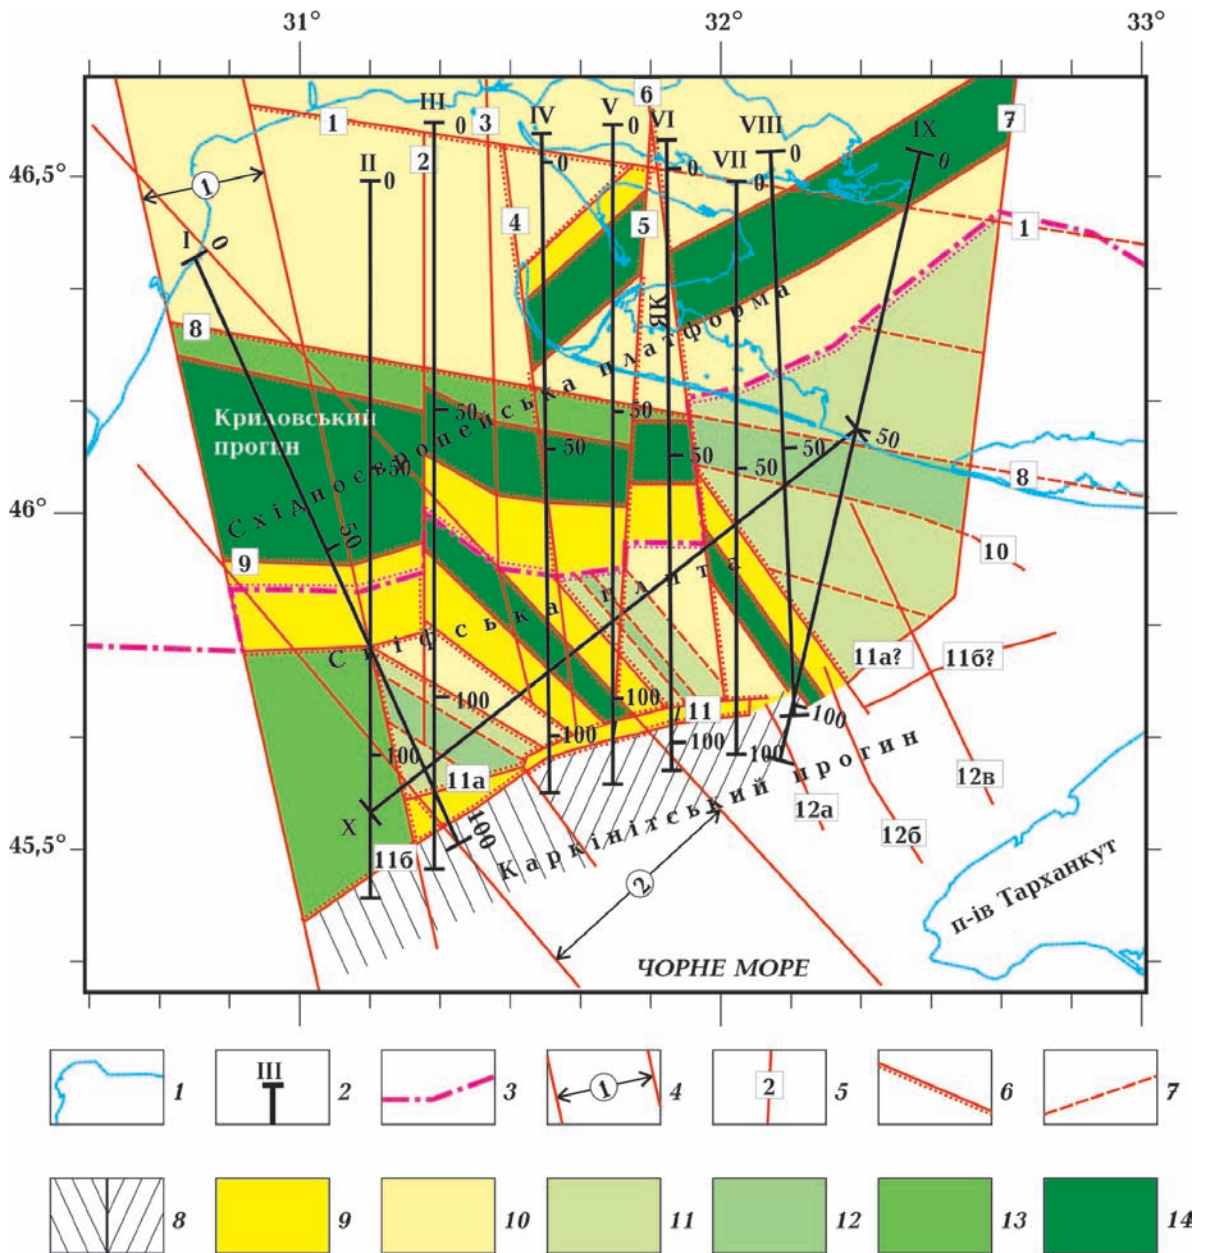 31° 32° 33°
46,5°
46°
45,5°
I 0 50 100
II 0 50 100
III 0 50 100
IV 0 50 100
V 0 50 100
VI 0 50 100
VII 0 50 100
VIII 0 50 100
IX 0 50
X
1
2
3
4
5
6
7
1
8
8
9
10
11
11а
11б
11а?
11б?
12а
12б
12в
1
2
ЯК
Криловський
прогин
Східноєвропейська платформа
Скіфська плита
Каркінітський прогин
п-ів Тарханкут
ЧОРНЕ МОРЕ
1
III 2
3
1 4
2 5
6
7
8
9
10
11
12
13
14